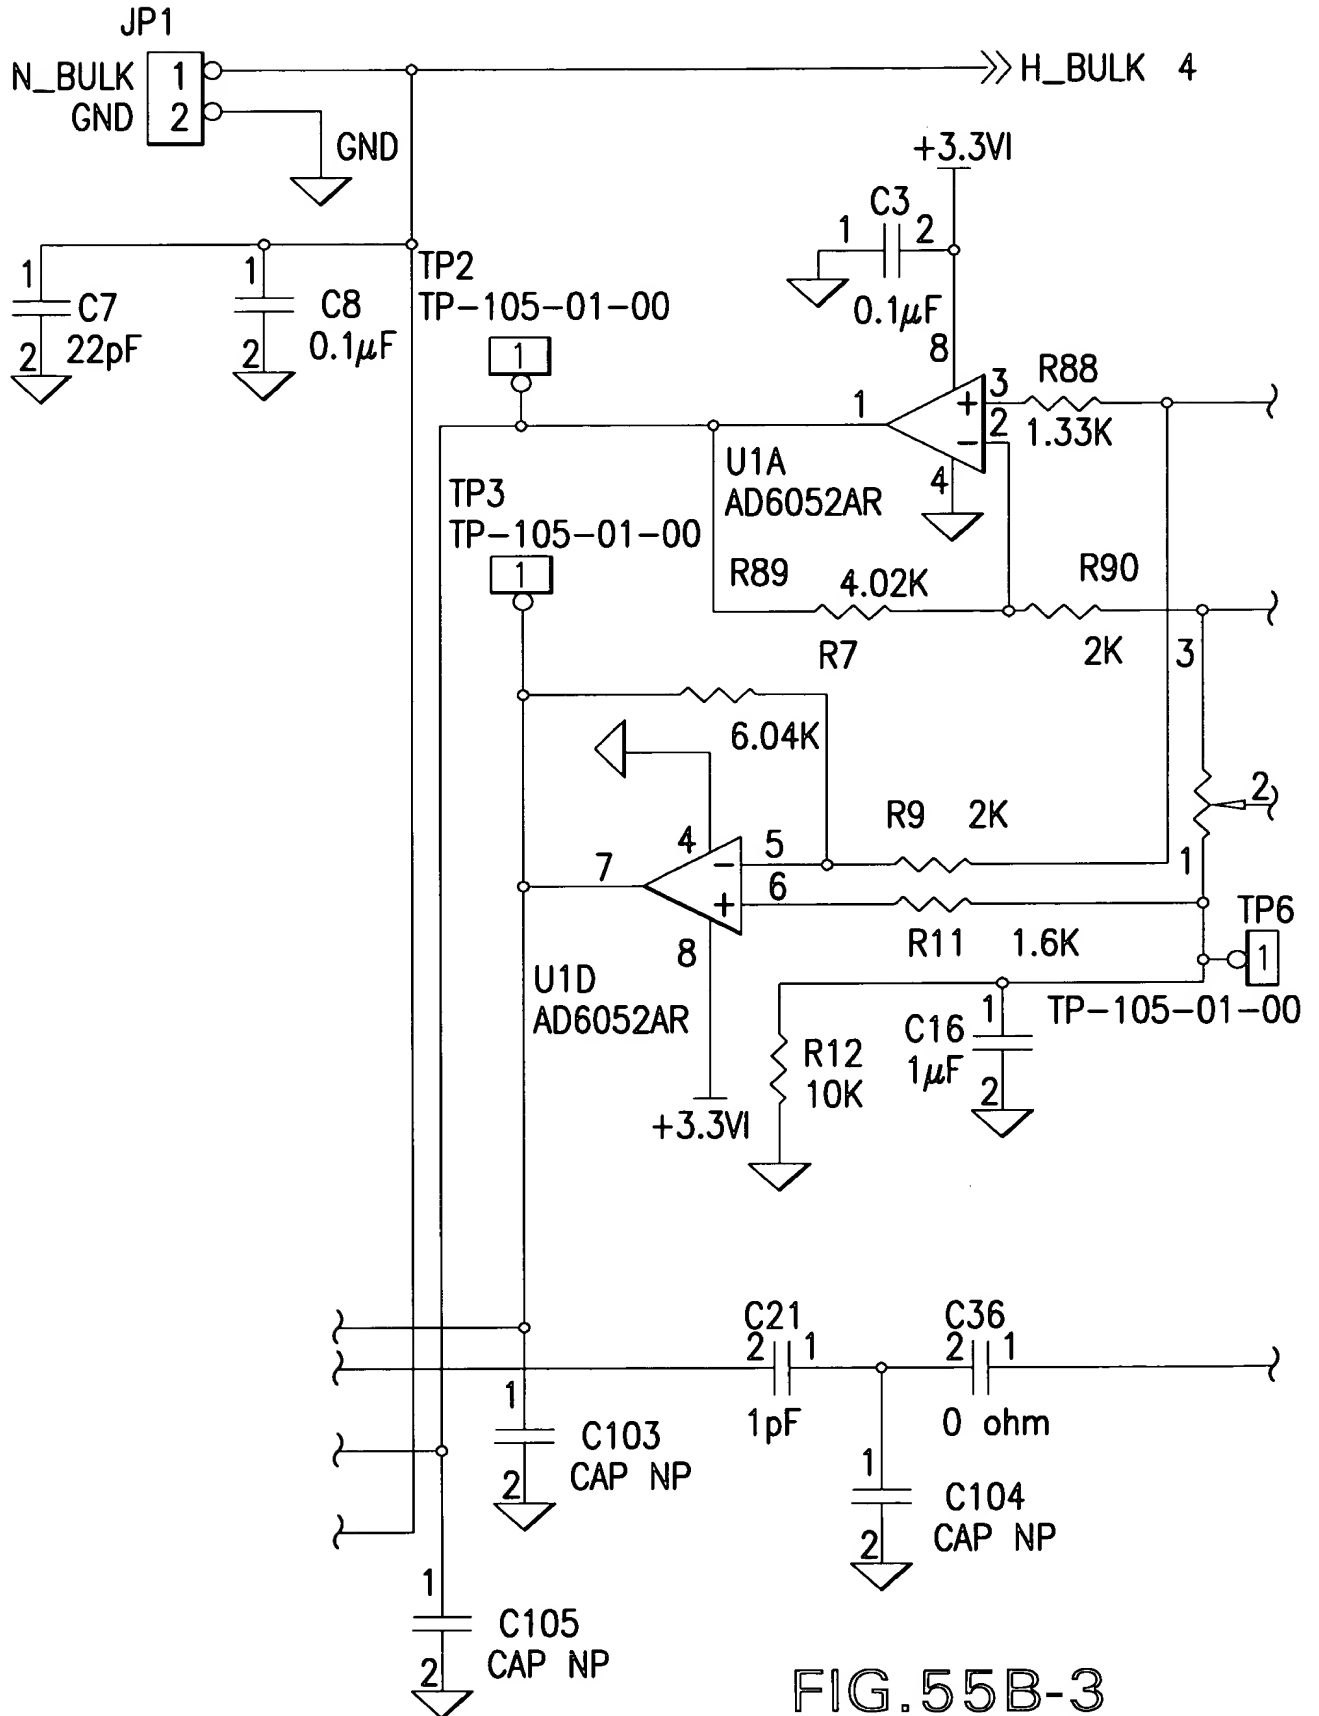 JP1
N_BULK 1
GND 2
GND
H_BULK 4
+3.3VI
C3
1 2
0.1µF
8
1
C7
22pF
2
1
C8
0.1µF
2
TP2
TP-105-01-00
1
1
3
2
+
-
R88
1.33K
U1A
AD6052AR
4
TP3
TP-105-01-00
1
R89
4.02K
R90
2K
R7
6.04K
3
2
1
R9 2K
4
5
6
7
-
+
8
R11 1.6K
TP6
1
TP-105-01-00
U1D
AD6052AR
+3.3VI
R12
10K
1
C16
1µF
2
C21
2 1
1pF
C36
2 1
0 ohm
1
C103
CAP NP
2
1
C104
CAP NP
2
1
C105
CAP NP
2
FIG.55B-3